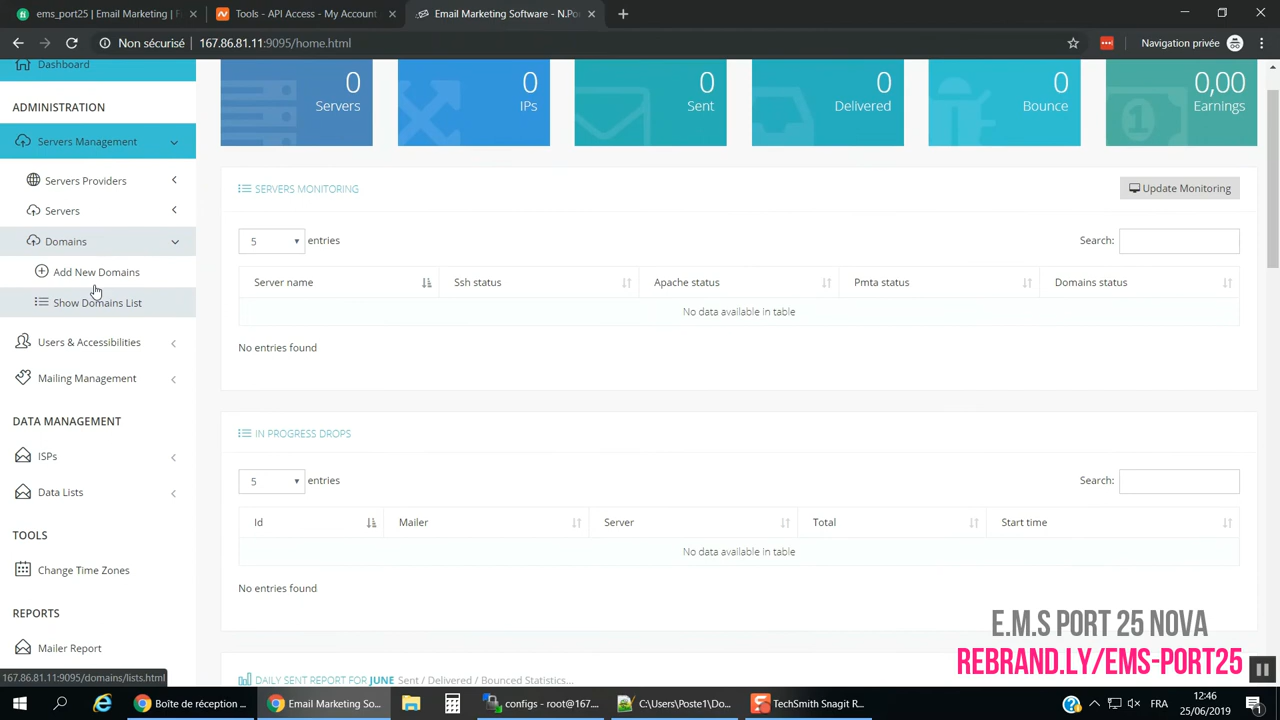 ems_port25 | Email Marketing | F
Tools - API Access
Email Marketing Software - N.Po
Non sécurisé 167.86.81.11:9095/home.html
Navigation privée
Dashboard
ADMINISTRATION
Servers Management
Servers Providers
Servers
Domains
Add New Domains
Show Domains List
Users & Accessibilities
Mailing Management
DATA MANAGEMENT
ISPs
Data Lists
TOOLS
Change Time Zones
REPORTS
Mailer Report
167.86.81.11:9095/domains/lists.html
0
Servers
0
IPs
0
Sent
0
Delivered
0
Bounce
0,00
Earnings
SERVERS MONITORING
Update Monitoring
5 entries
Search:
Server name Ssh status Apache status Pmta status Domains status
No data available in table
No entries found
IN PROGRESS DROPS
5 entries
Search:
Id Mailer Server Total Start time
No data available in table
No entries found
DAILY SENT REPORT FOR JUNE Sent / Delivered / Bounced Statistics...
E.M.S PORT 25 NOVA
REBRAND.LY/EMS-PORT25
Boîte de réception ...
Email Marketing So...
configs - root@167....
C:\Users\Poste1\Do...
TechSmith Snagit R...
FRA
12:46
25/06/2019